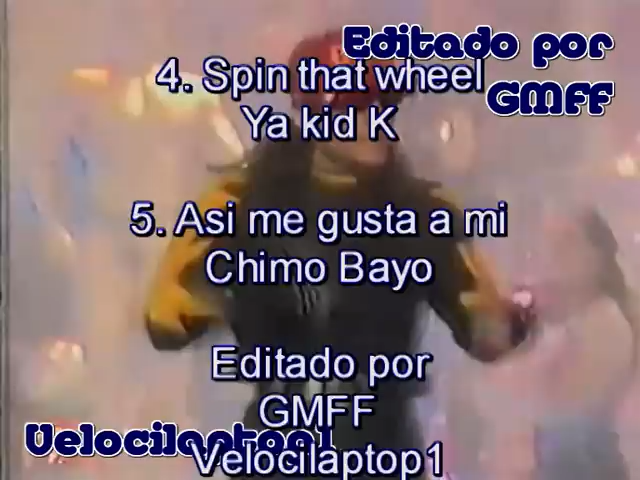 Editado por
GMFF
4. Spin that wheel
Ya kid K
5. Asi me gusta a mi
Chimo Bayo
Editado por
GMFF
Velocilaptop1
Velocilaptop1